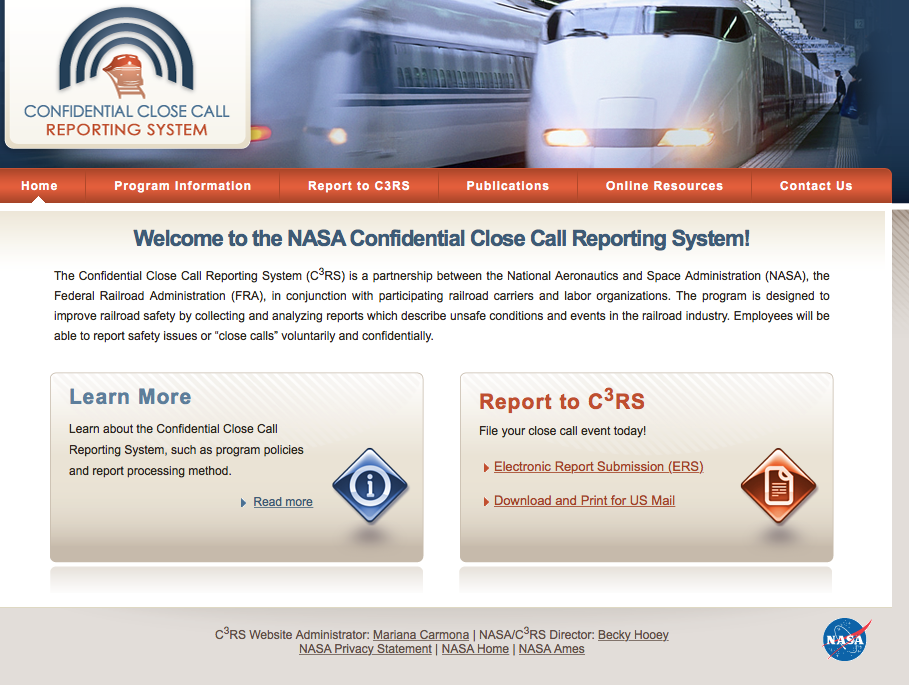 CONFIDENTIAL CLOSE CALL
REPORTING SYSTEM
Home Program Information Report to C3RS Publications Online Resources Contact Us
Welcome to the NASA Confidential Close Call Reporting System!
The Confidential Close Call Reporting System (C³RS) is a partnership between the National Aeronautics and Space Administration (NASA), the
Federal Railroad Administration (FRA), in conjunction with participating railroad carriers and labor organizations. The program is designed to
improve railroad safety by collecting and analyzing reports which describe unsafe conditions and events in the railroad industry. Employees will be
able to report safety issues or “close calls” voluntarily and confidentially.
Learn More
Learn about the Confidential Close Call
Reporting System, such as program policies
and report processing method.
Read more
Report to C³RS
File your close call event today!
Electronic Report Submission (ERS)
Download and Print for US Mail
C³RS Website Administrator: Mariana Carmona | NASA/C³RS Director: Becky Hooey
NASA Privacy Statement | NASA Home | NASA Ames
NASA